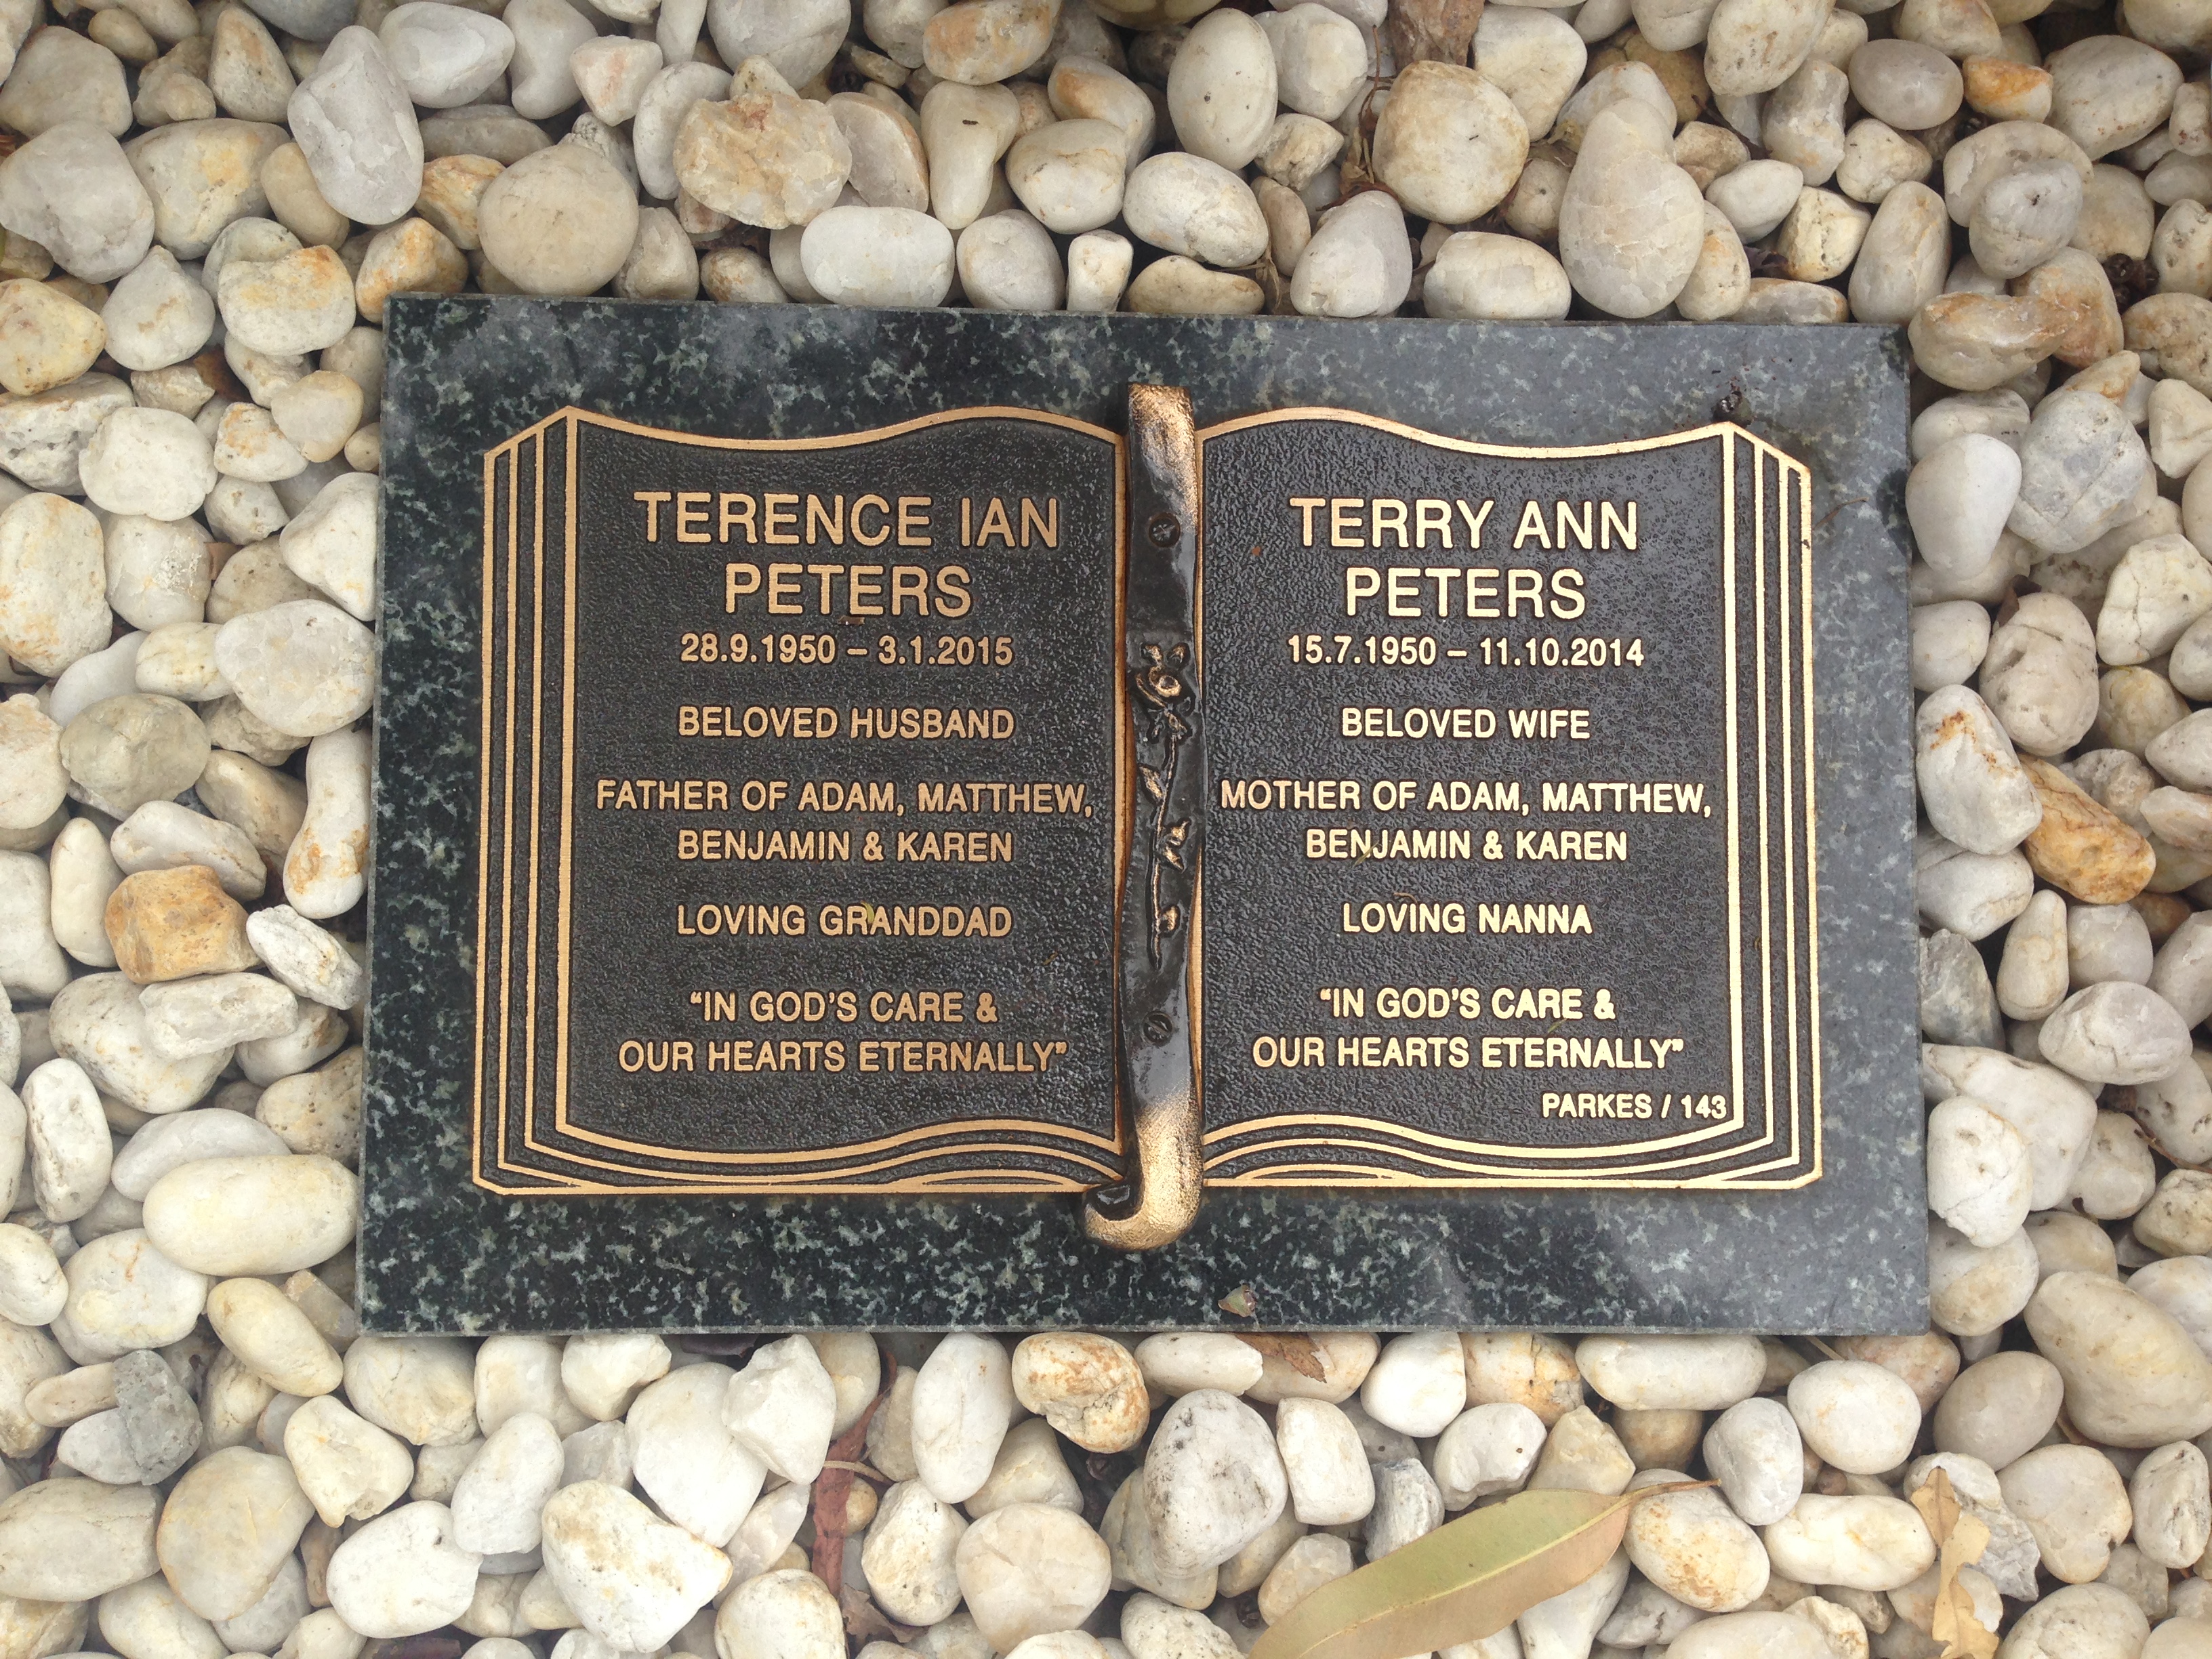 TERENCE IAN
PETERS
28.9.1950 – 3.1.2015
BELOVED HUSBAND
FATHER OF ADAM, MATTHEW,
BENJAMIN & KAREN
LOVING GRANDDAD
“IN GOD’S CARE &
OUR HEARTS ETERNALLY”
TERRY ANN
PETERS
15.7.1950 – 11.10.2014
BELOVED WIFE
MOTHER OF ADAM, MATTHEW,
BENJAMIN & KAREN
LOVING NANNA
“IN GOD’S CARE &
OUR HEARTS ETERNALLY”
PARKES / 143